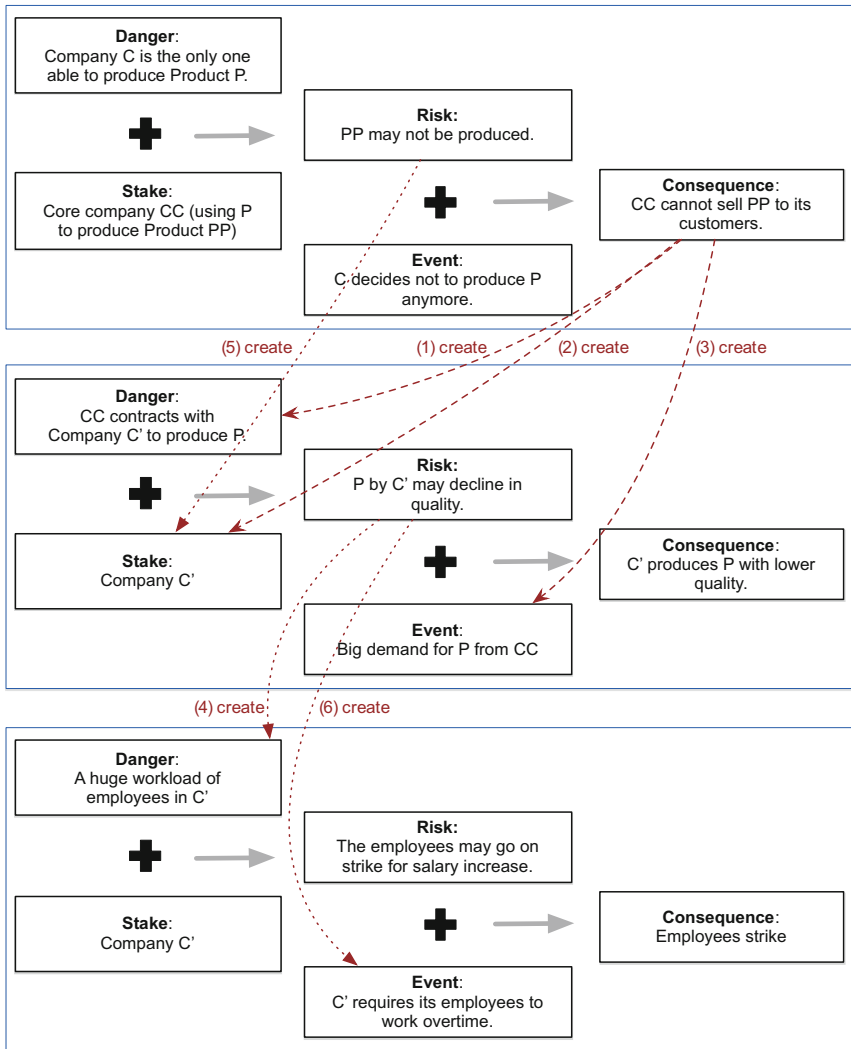 Danger:
Company C is the only one
able to produce Product P.
Risk:
PP may not be produced.
Stake:
Core company CC (using P
to produce Product PP)
Consequence:
CC cannot sell PP to its
customers.
Event:
C decides not to produce P
anymore.
(5) create
(1) create
(2) create
(3) create
Danger:
CC contracts with
Company C’ to produce P.
Risk:
P by C’ may decline in
quality.
Stake:
Company C’
Consequence:
C’ produces P with lower
quality.
Event:
Big demand for P from CC
(4) create
(6) create
Danger:
A huge workload of
employees in C’
Risk:
The employees may go on
strike for salary increase.
Stake:
Company C’
Consequence:
Employees strike
Event:
C’ requires its employees to
work overtime.